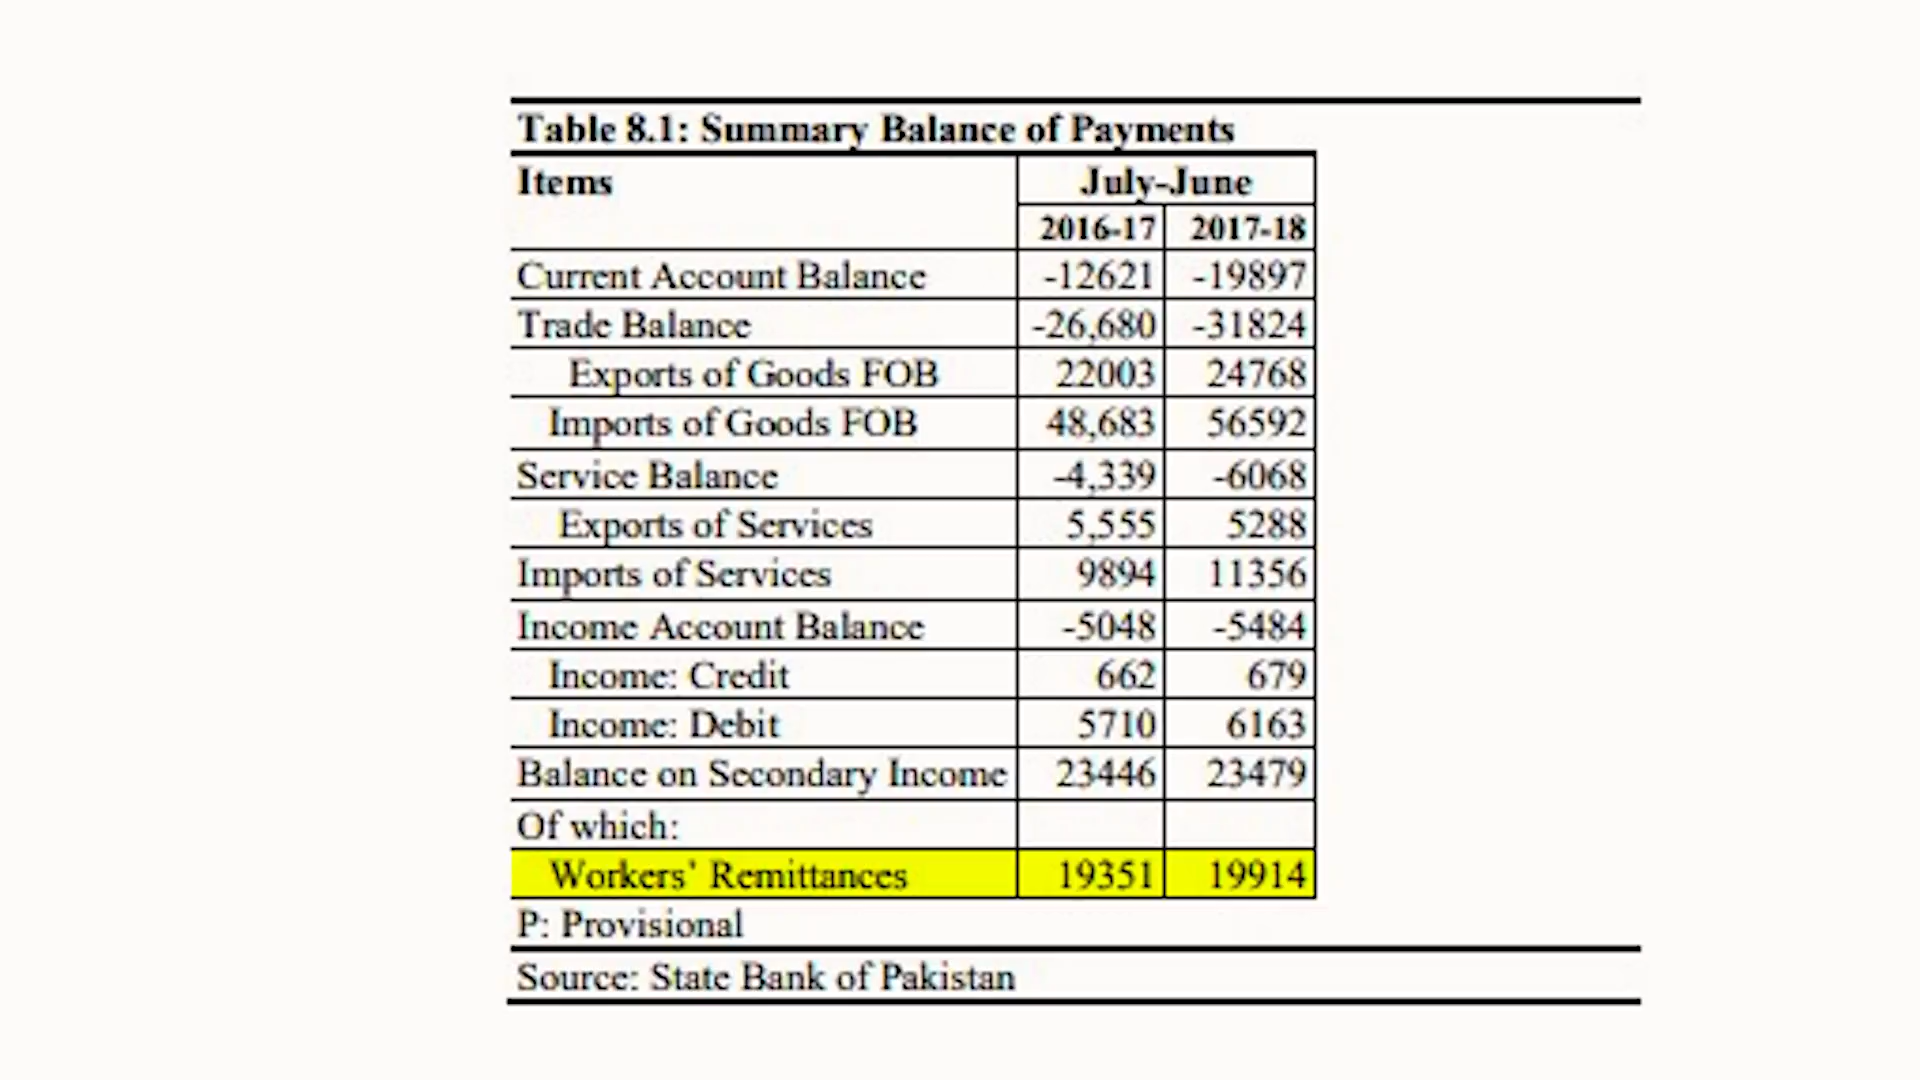 Table 8.1: Summary Balance of Payments
Items July-June
2016-17 2017-18
Current Account Balance -12621 -19897
Trade Balance -26,680 -31824
Exports of Goods FOB 22003 24768
Imports of Goods FOB 48,683 56592
Service Balance -4,339 -6068
Exports of Services 5,555 5288
Imports of Services 9894 11356
Income Account Balance -5048 -5484
Income: Credit 662 679
Income: Debit 5710 6163
Balance on Secondary Income 23446 23479
Of which:
Workers' Remittances 19351 19914
P: Provisional
Source: State Bank of Pakistan